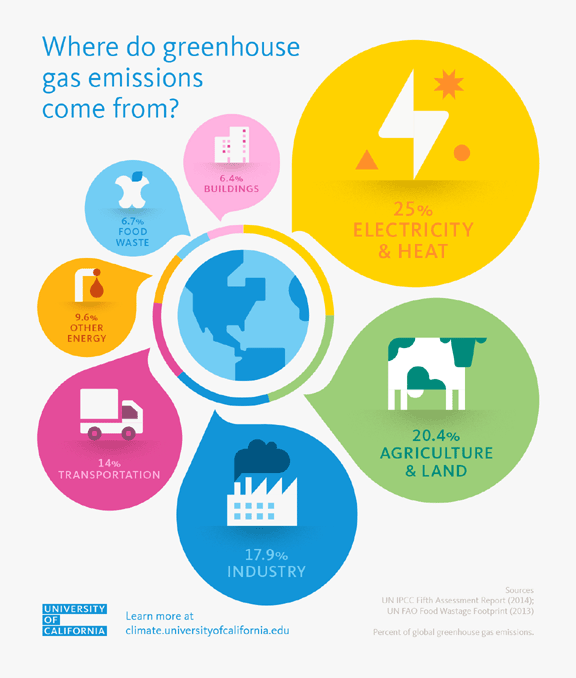 Where do greenhouse
gas emissions
come from?
6.4%
BUILDINGS
25%
ELECTRICITY
& HEAT
6.7%
FOOD
WASTE
9.6%
OTHER
ENERGY
20.4%
AGRICULTURE
& LAND
14%
TRANSPORTATION
17.9%
INDUSTRY
UNIVERSITY
OF
CALIFORNIA
Learn more at
climate.universityofcalifornia.edu
Sources
UN IPCC Fifth Assessment Report (2014);
UN FAO Food Wastage Footprint (2013)
Percent of global greenhouse gas emissions.